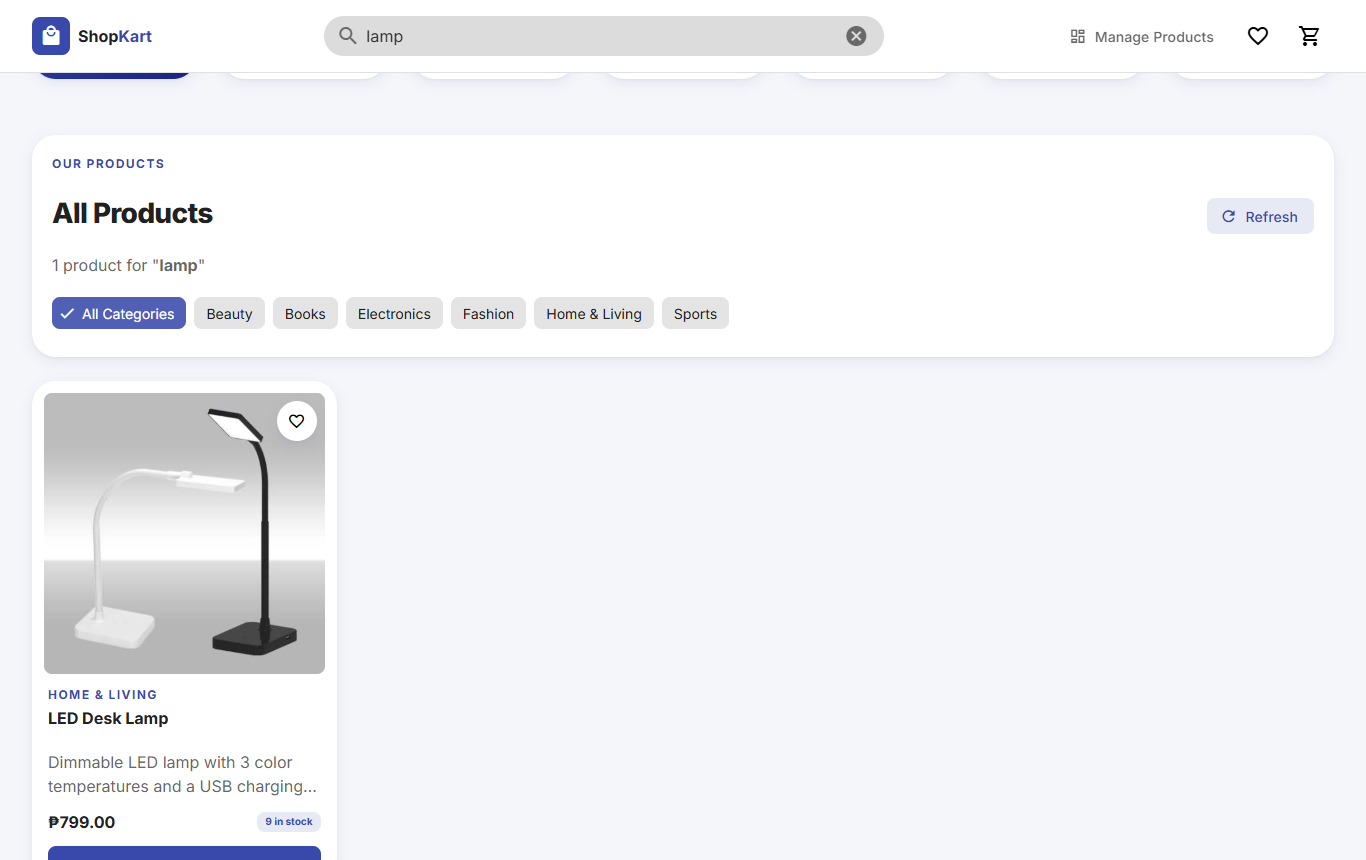 ShopKart
lamp
Manage Products
OUR PRODUCTS
All Products
Refresh
1 product for "lamp"
All Categories
Beauty
Books
Electronics
Fashion
Home & Living
Sports
HOME & LIVING
LED Desk Lamp
Dimmable LED lamp with 3 color
temperatures and a USB charging...
₱799.00
9 in stock